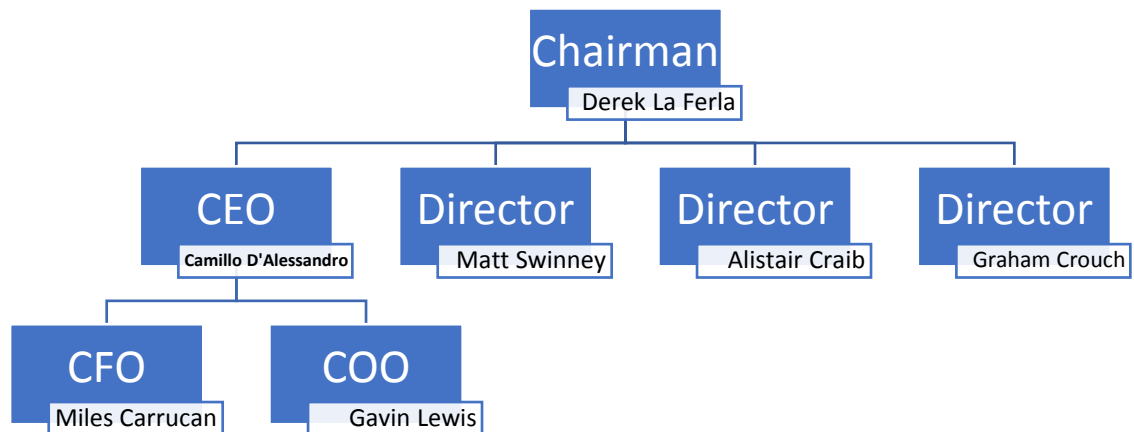 Chairman
Derek La Ferla
CEO
Camillo D'Alessandro
Director
Matt Swinney
Director
Alistair Craib
Director
Graham Crouch
CFO
Miles Carrucan
COO
Gavin Lewis